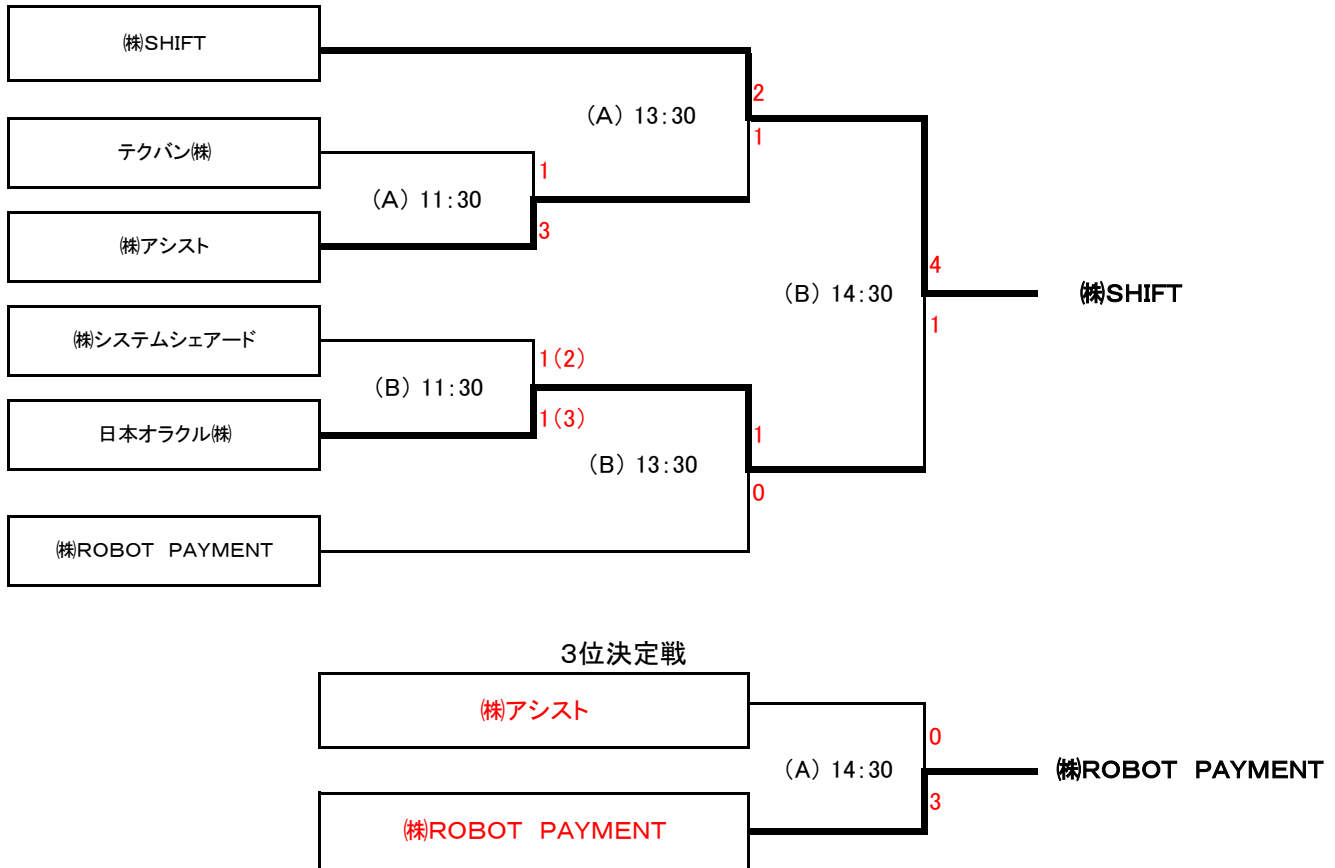 ㈱SHIFT
2
(A) 13:30
1
テクバン㈱
1
(A) 11:30
3
㈱アシスト
4
(B) 14:30
㈱SHIFT
1
㈱システムシェアード
1(2)
(B) 11:30
1(3)
日本オラクル㈱
1
(B) 13:30
0
㈱ROBOT PAYMENT
3位決定戦
㈱アシスト
0
(A) 14:30
㈱ROBOT PAYMENT
3
㈱ROBOT PAYMENT